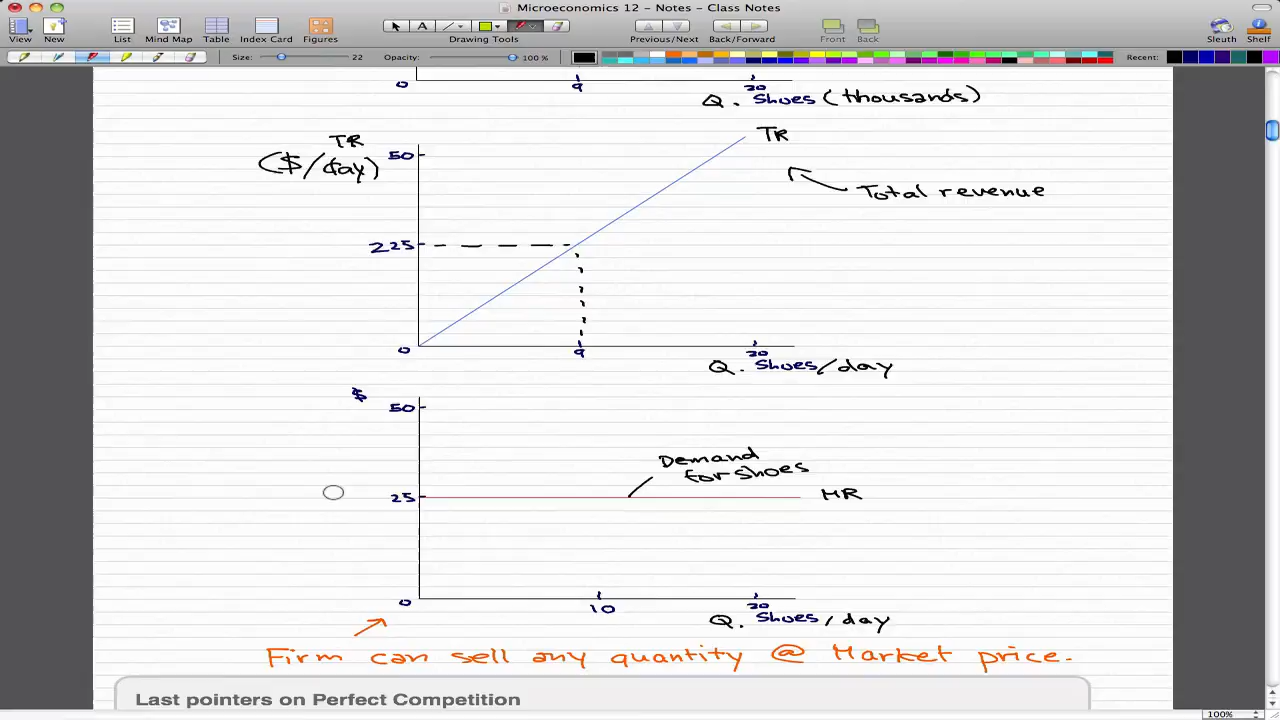 Microeconomics 12 - Notes - Class Notes
View New List Mind Map Table Index Card Figures Drawing Tools Previous/Next Back/Forward Front Back Sleuth Shelf
Size: 22 Opacity: 100 % Recent:
0 9 20
Q. Shoes (thousands)
TR
($/day)
50
TR
Total revenue
225
0 9 20
Q. Shoes/day
$
50
Demand
for shoes
25
MR
0 10 20
Q. Shoes/day
Firm can sell any quantity @ Market price.
Last pointers on Perfect Competition
100%